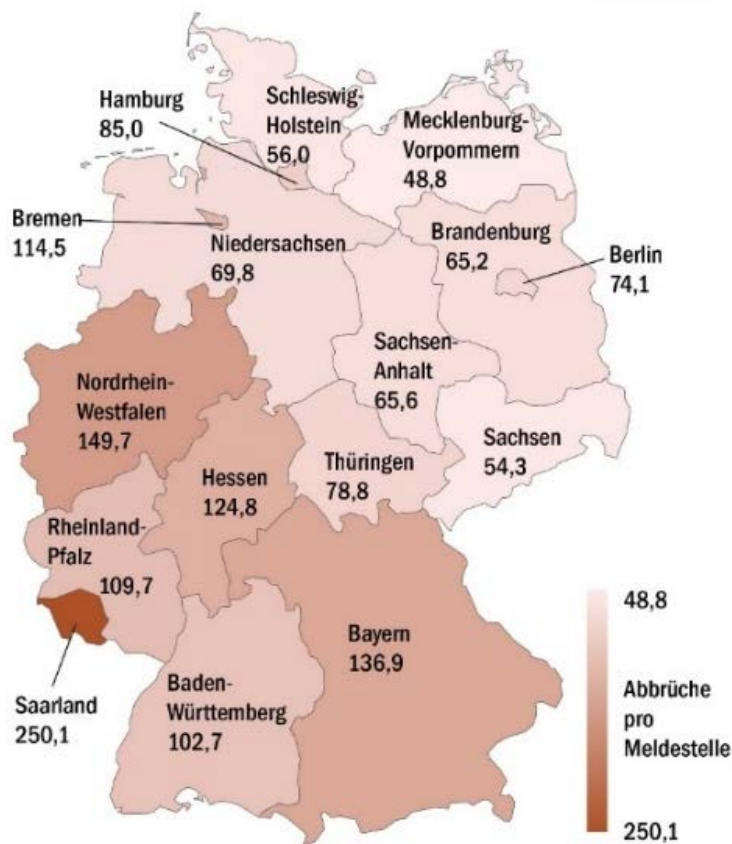 Hamburg
85,0
Schleswig-
Holstein
56,0
Mecklenburg-
Vorpommern
48,8
Bremen
114,5
Niedersachsen
69,8
Brandenburg
65,2
Berlin
74,1
Sachsen-
Anhalt
65,6
Nordrhein-
Westfalen
149,7
Hessen
124,8
Thüringen
78,8
Sachsen
54,3
Rheinland-
Pfalz
109,7
Saarland
250,1
Baden-
Württemberg
102,7
Bayern
136,9
48,8
Abbrüche
pro
Meldestelle
250,1